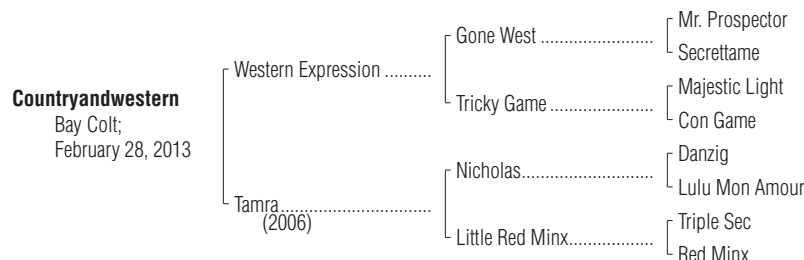 Mr. Prospector
Gone West ......................
Secrettame
Western Expression ..........
Majestic Light
Tricky Game ....................
Con Game
Countryandwestern
Bay Colt;
February 28, 2013
Danzig
Nicholas.........................
Lulu Mon Amour
Tamra.............................
(2006)
Triple Sec
Little Red Minx................
Red Minx